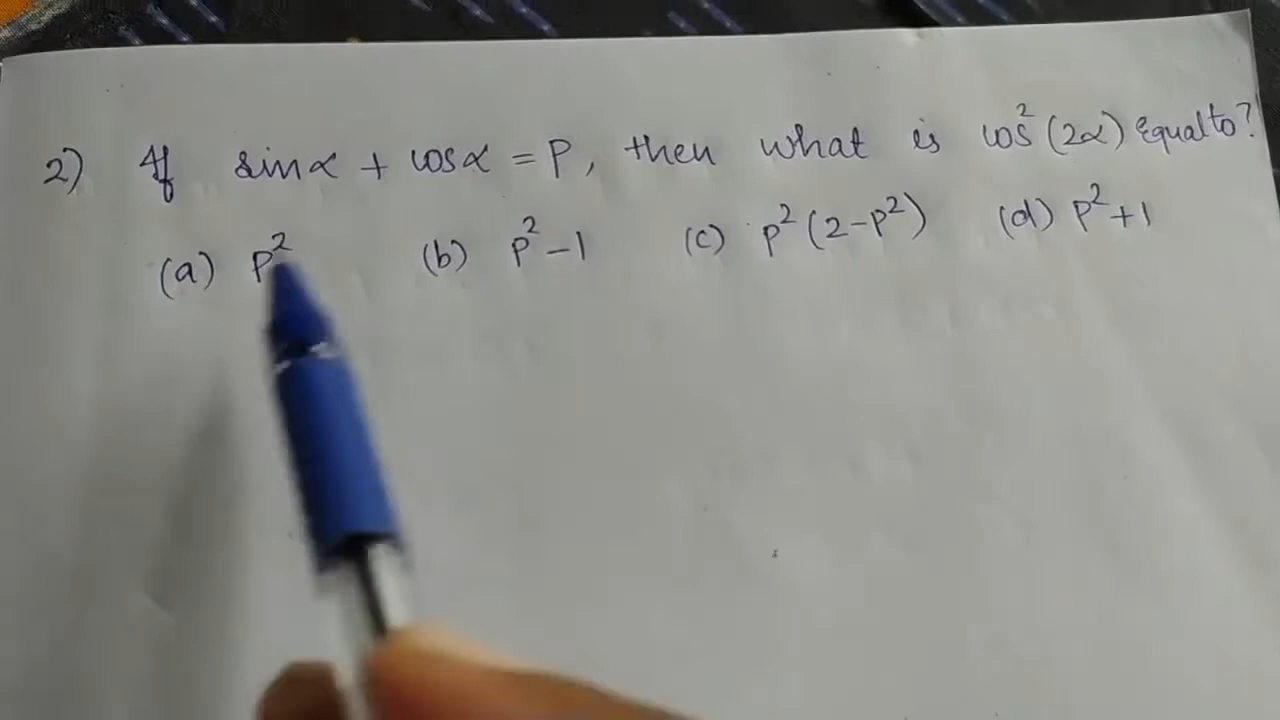 2) If sinα + cosα = P, then what is cos²(2α) Equal to?
(a) P² (b) P²-1 (c) P²(2-P²) (d) P²+1